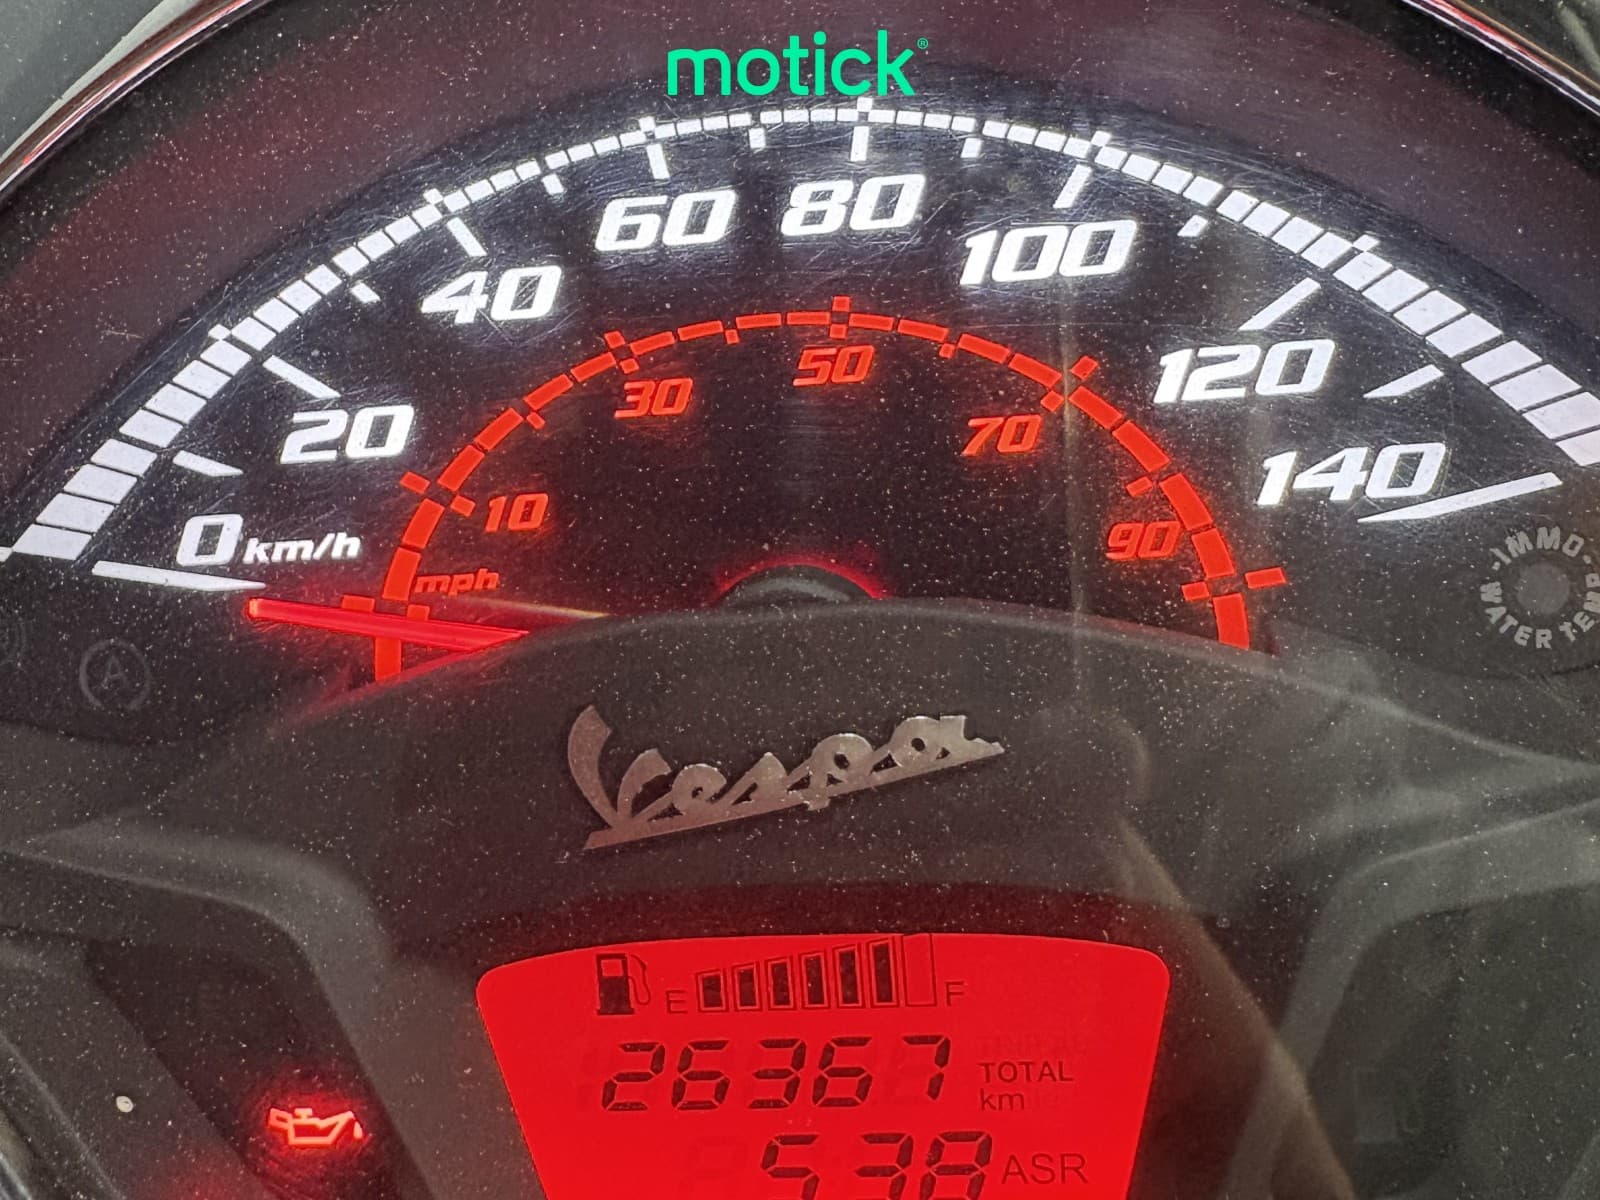 motick®
80
60
100
40
120
20
140
0 km/h
50
30
70
10
90
mph
IMMO-
WATER TEMP
A
Vespa
E F
26367 TOTAL
km
538 ASR